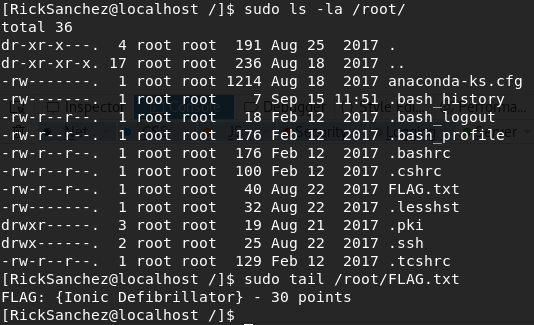 [RickSanchez@localhost /]$ sudo ls -la /root/
total 36
dr-xr-x---.  4 root root  191 Aug 25  2017 .
dr-xr-xr-x. 17 root root  236 Aug 18  2017 ..
-rw-------.  1 root root 1214 Aug 18  2017 anaconda-ks.cfg
-rw-------.  1 root root    7 Sep 15 11:51 .bash_history
-rw-r--r--.  1 root root   18 Feb 12  2017 .bash_logout
-rw-r--r--.  1 root root  176 Feb 12  2017 .bash_profile
-rw-r--r--.  1 root root  176 Feb 12  2017 .bashrc
-rw-r--r--.  1 root root  100 Feb 12  2017 .cshrc
-rw-r--r--.  1 root root   40 Aug 22  2017 FLAG.txt
-rw-------.  1 root root   32 Aug 22  2017 .lesshst
drwxr-----.  3 root root   19 Aug 21  2017 .pki
drwx------.  2 root root   25 Aug 22  2017 .ssh
-rw-r--r--.  1 root root  129 Feb 12  2017 .tcshrc
[RickSanchez@localhost /]$ sudo tail /root/FLAG.txt
FLAG: {Ionic Defibrillator} - 30 points
[RickSanchez@localhost /]$